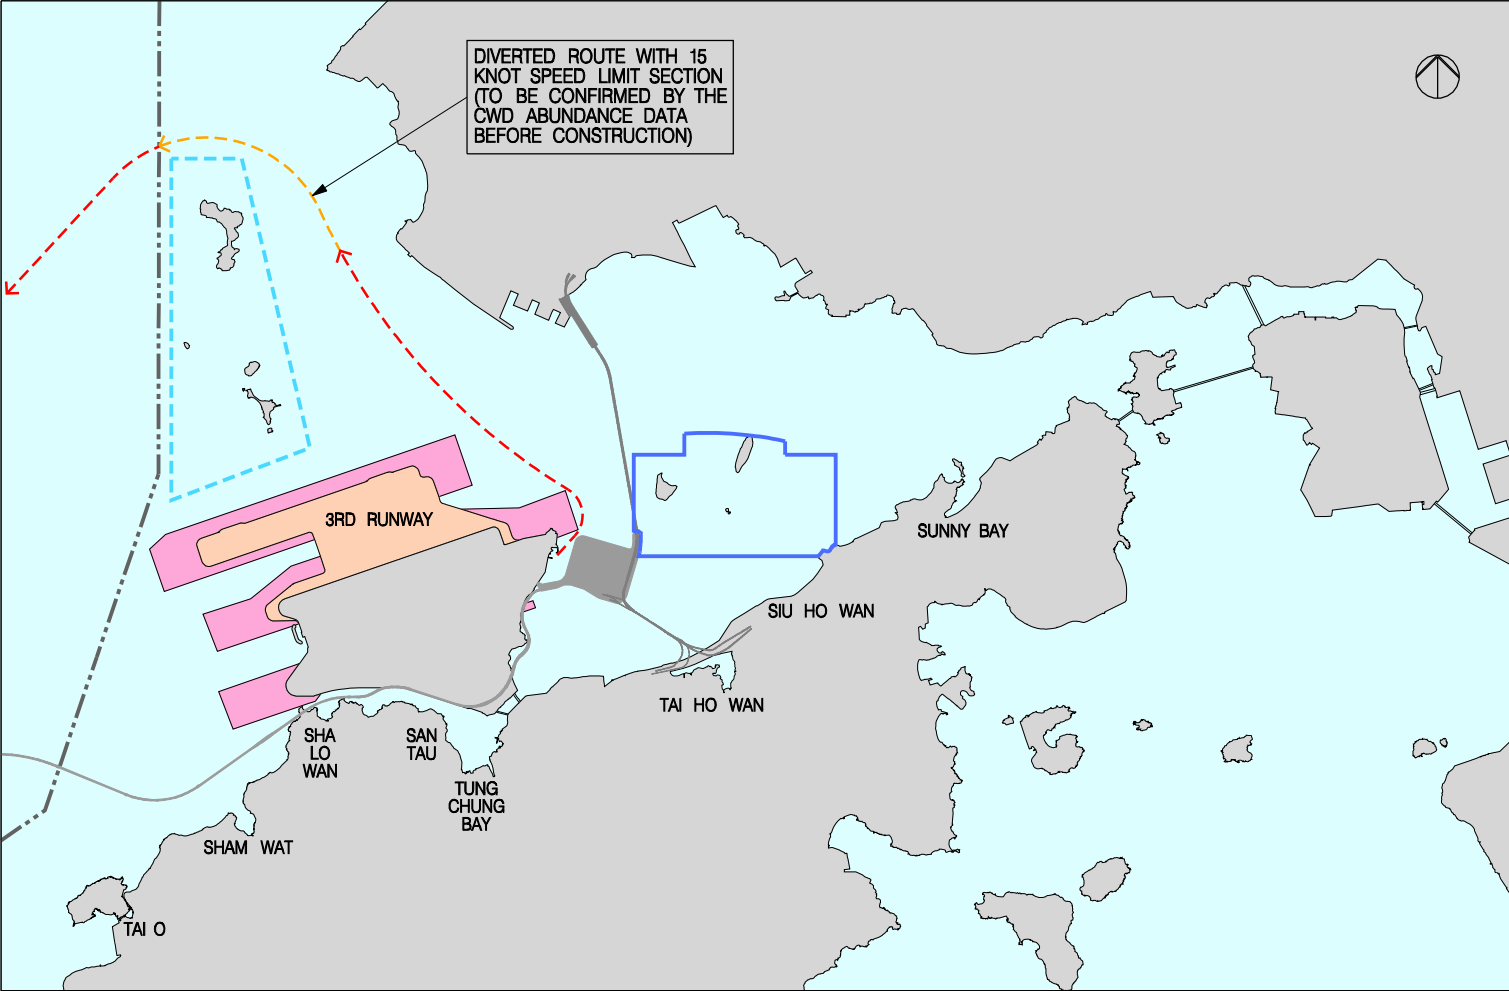 DIVERTED ROUTE WITH 15
KNOT SPEED LIMIT SECTION
(TO BE CONFIRMED BY THE
CWD ABUNDANCE DATA
BEFORE CONSTRUCTION)
3RD RUNWAY
SUNNY BAY
SIU HO WAN
TAI HO WAN
SHA
LO
WAN
SAN
TAU
TUNG
CHUNG
BAY
SHAM WAT
TAI O